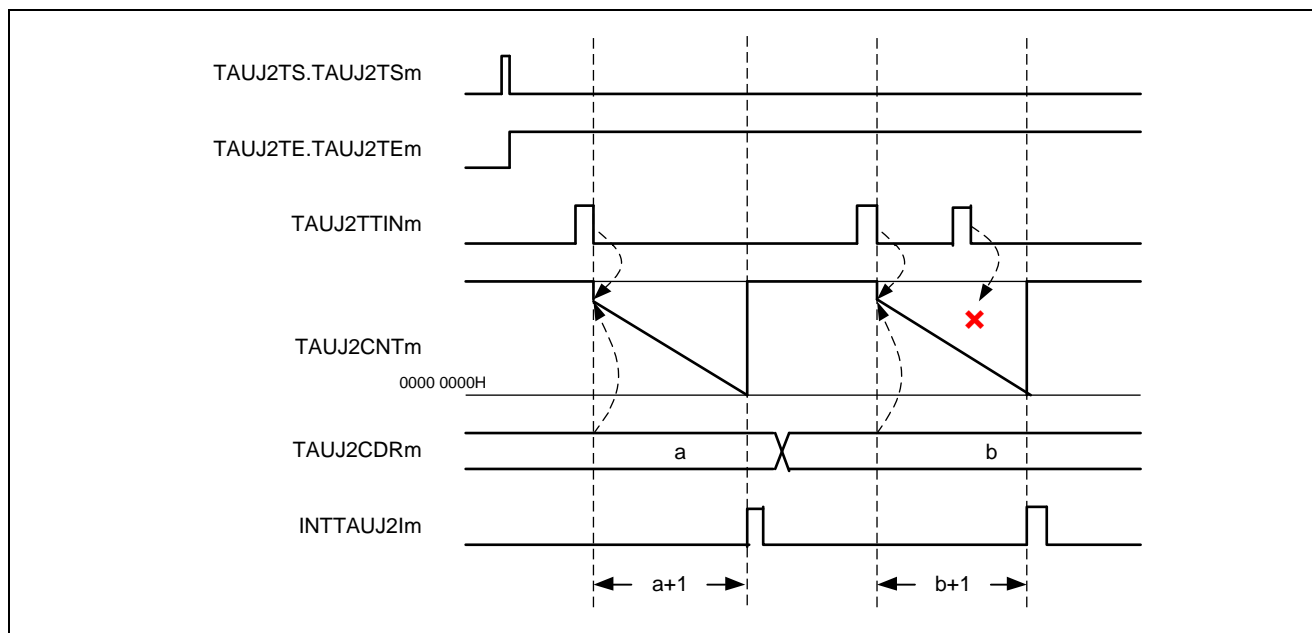 TAUJ2TS.TAUJ2TSm
TAUJ2TE.TAUJ2TEm
TAUJ2TTINm
TAUJ2CNTm
0000 0000H
TAUJ2CDRm
a
b
INTTAUJ2Im
a+1
b+1